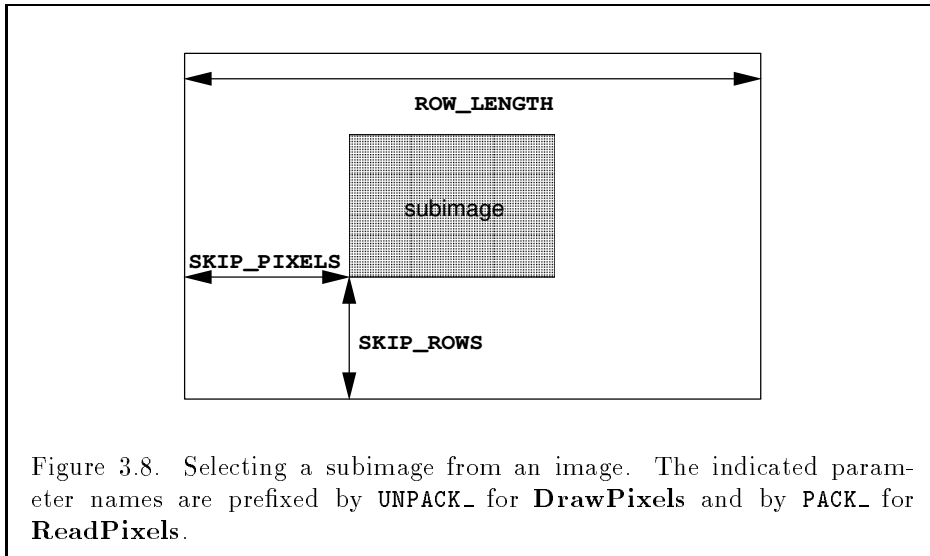 ROW_LENGTH
subimage
SKIP_PIXELS
SKIP_ROWS
Figure 3.8. Selecting a subimage from an image. The indicated param-
eter names are prefixed by UNPACK_ for DrawPixels and by PACK_ for
ReadPixels.